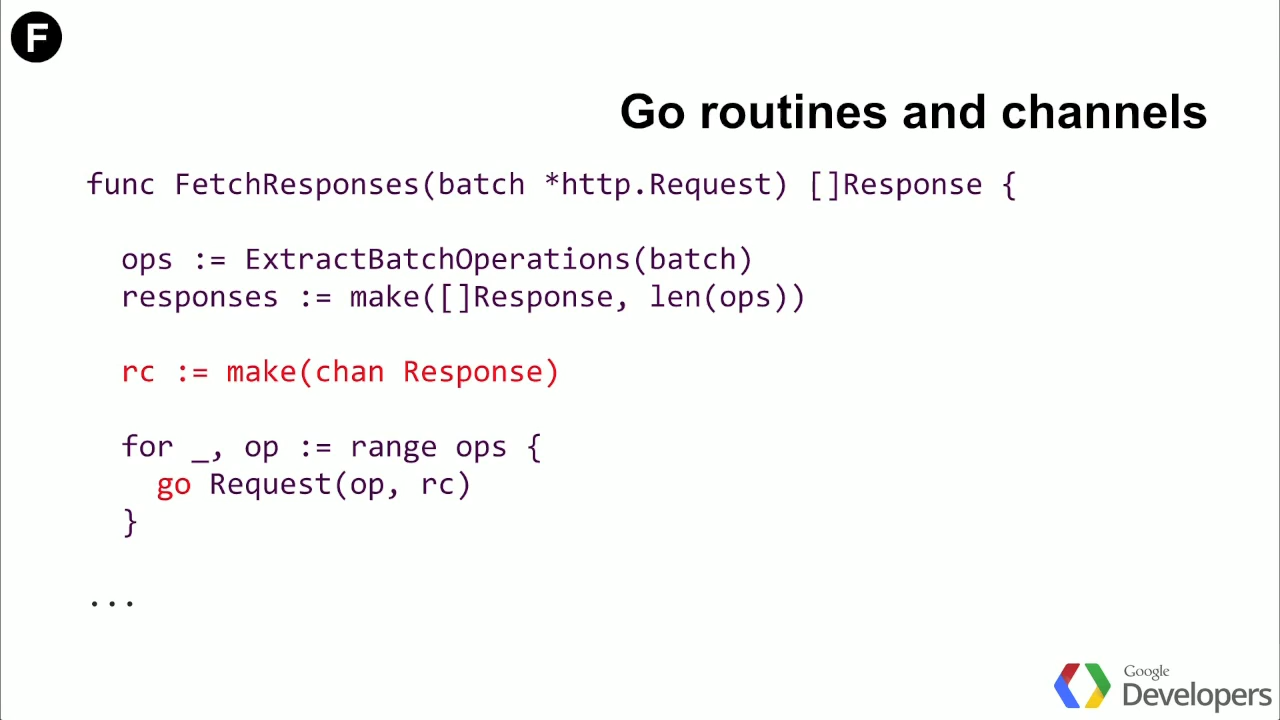 F
Go routines and channels
func FetchResponses(batch *http.Request) []Response {
ops := ExtractBatchOperations(batch)
responses := make([]Response, len(ops))
rc := make(chan Response)
for _, op := range ops {
go Request(op, rc)
}
...
Google
Developers